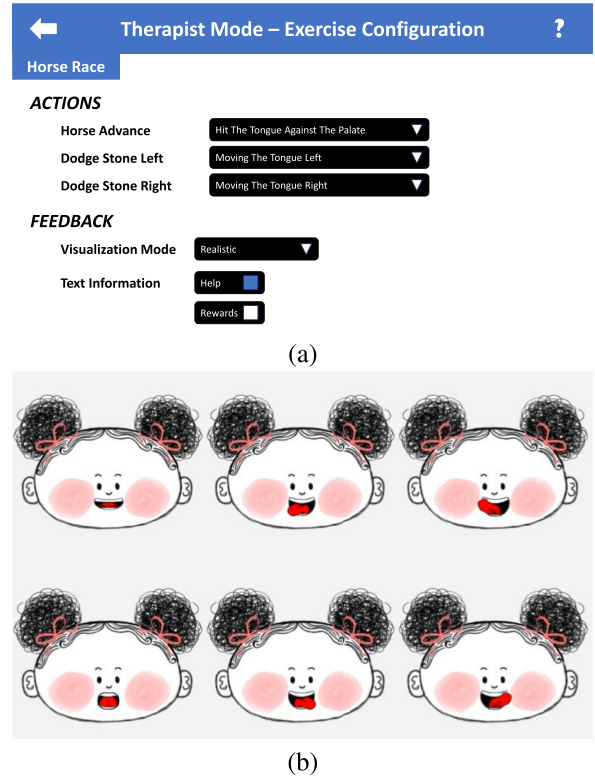 Therapist Mode – Exercise Configuration ?
Horse Race
ACTIONS
Horse Advance Hit The Tongue Against The Palate
Dodge Stone Left Moving The Tongue Left
Dodge Stone Right Moving The Tongue Right
FEEDBACK
Visualization Mode Realistic
Text Information Help
Rewards
(a)
(b)